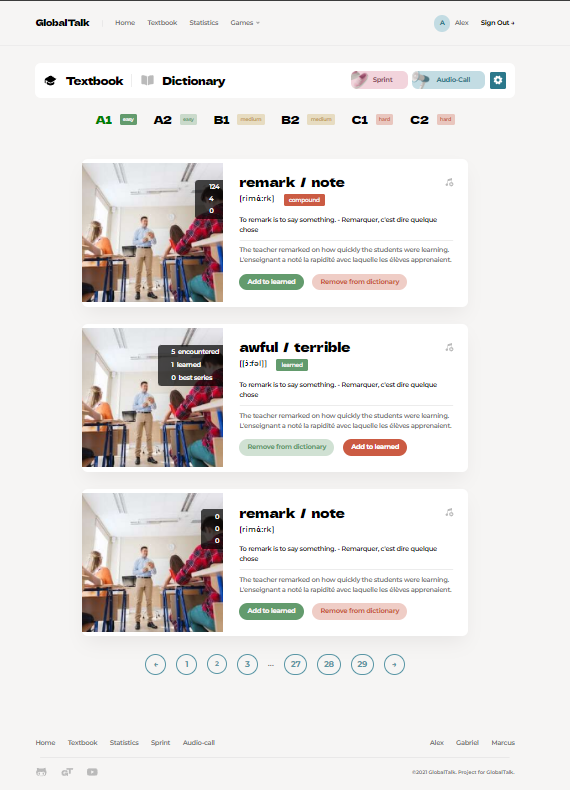 GlobalTalk
Home Textbook Statistics Games
A Alex Sign Out →
Textbook Dictionary
Sprint Audio-Call
A1 easy A2 easy B1 medium B2 medium C1 hard C2 hard
124
4
0
remark / note
[rimɑ́ːrk] compound
To remark is to say something. - Remarquer, c'est dire quelque
chose
The teacher remarked on how quickly the students were learning.
L'enseignant a noté la rapidité avec laquelle les élèves apprenaient.
Add to learned Remove from dictionary
5 encountered
1 learned
0 best series
awful / terrible
[[ɔ́ːfəl]] learned
To remark is to say something. - Remarquer, c'est dire quelque
chose
The teacher remarked on how quickly the students were learning.
L'enseignant a noté la rapidité avec laquelle les élèves apprenaient.
Remove from dictionary Add to learned
0
0
0
remark / note
[rimɑ́ːrk]
To remark is to say something. - Remarquer, c'est dire quelque
chose
The teacher remarked on how quickly the students were learning.
L'enseignant a noté la rapidité avec laquelle les élèves apprenaient.
Add to learned Remove from dictionary
← 1 2 3 ... 27 28 29 →
Home Textbook Statistics Sprint Audio-call
Alex Gabriel Marcus
©2021 GlobalTalk. Project for GlobalTalk.